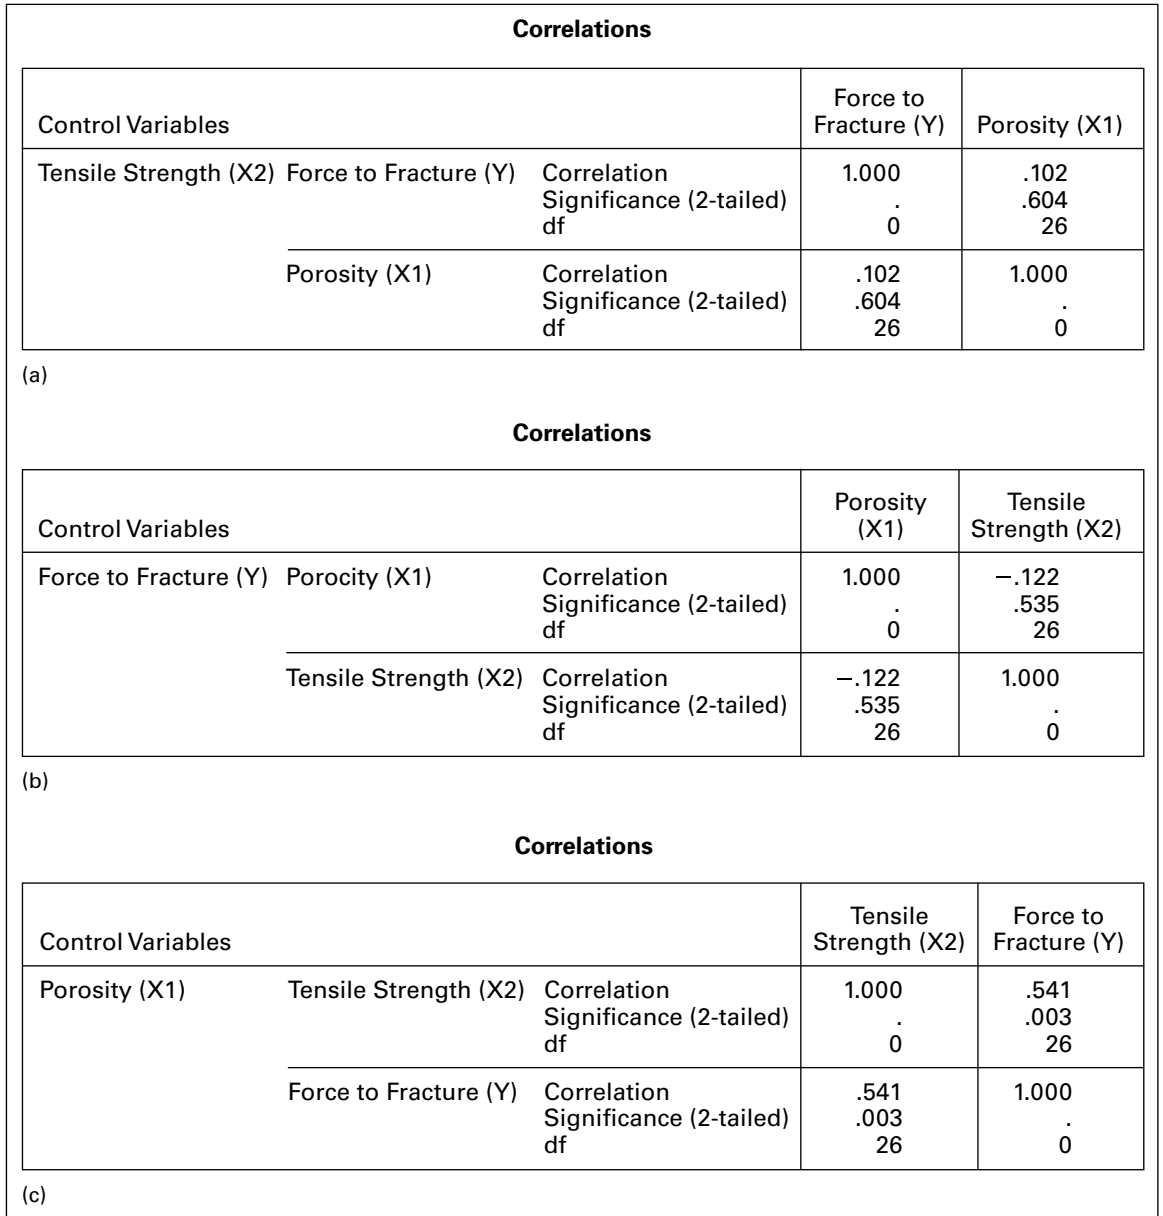 Correlations
Control Variables Force to Fracture (Y) Porosity (X1)
Tensile Strength (X2) Force to Fracture (Y) Correlation 1.000 .102
Significance (2-tailed) . .604
df 0 26
Porosity (X1) Correlation .102 1.000
Significance (2-tailed) .604 .
df 26 0
(a)
Correlations
Control Variables Porosity (X1) Tensile Strength (X2)
Force to Fracture (Y) Porocity (X1) Correlation 1.000 −.122
Significance (2-tailed) . .535
df 0 26
Tensile Strength (X2) Correlation −.122 1.000
Significance (2-tailed) .535 .
df 26 0
(b)
Correlations
Control Variables Tensile Strength (X2) Force to Fracture (Y)
Porosity (X1) Tensile Strength (X2) Correlation 1.000 .541
Significance (2-tailed) . .003
df 0 26
Force to Fracture (Y) Correlation .541 1.000
Significance (2-tailed) .003 .
df 26 0
(c)